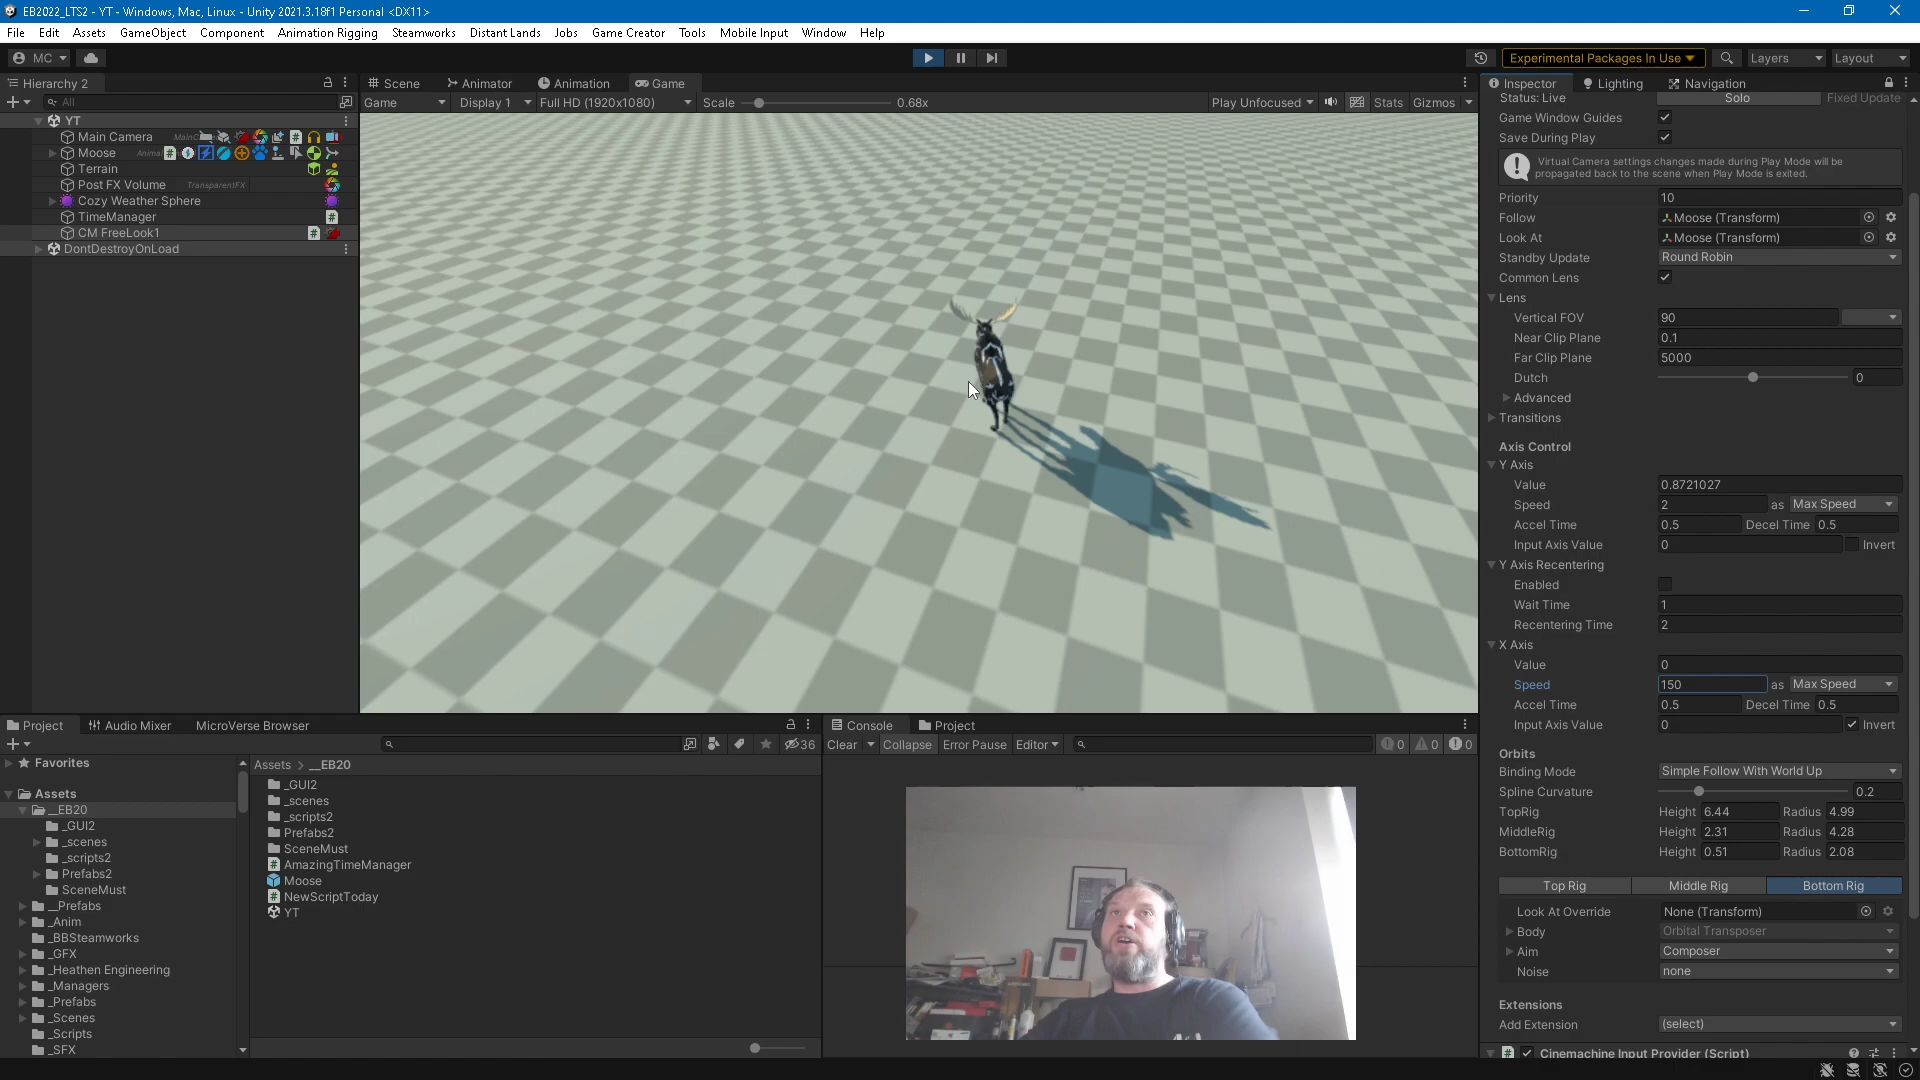 EB2022_LTS2 - YT - Windows, Mac, Linux - Unity 2021.3.18f1 Personal <DX11>
File Edit Assets GameObject Component Animation Rigging Steamworks Distant Lands Jobs Game Creator Tools Mobile Input Window Help
MC Experimental Packages In Use Layers Layout
Hierarchy 2
All
YT
Main Camera
Moose
Terrain
Post FX Volume TransparentFX
Cozy Weather Sphere
TimeManager
CM FreeLook1
DontDestroyOnLoad
Scene Animator Animation Game
Game Display 1 Full HD (1920x1080) Scale 0.68x Play Unfocused Stats Gizmos
Inspector Lighting Navigation
Status: Live Solo Fixed Update
Game Window Guides
Save During Play
Virtual Camera settings changes made during Play Mode will be
propagated back to the scene when Play Mode is exited.
Priority 10
Follow Moose (Transform)
Look At Moose (Transform)
Standby Update Round Robin
Common Lens
Lens
Vertical FOV 90
Near Clip Plane 0.1
Far Clip Plane 5000
Dutch 0
Advanced
Transitions
Axis Control
Y Axis
Value 0.8721027
Speed 2 as Max Speed
Accel Time 0.5 Decel Time 0.5
Input Axis Value 0 Invert
Y Axis Recentering
Enabled
Wait Time 1
Recentering Time 2
X Axis
Value 0
Speed 150 as Max Speed
Accel Time 0.5 Decel Time 0.5
Input Axis Value 0 Invert
Orbits
Binding Mode Simple Follow With World Up
Spline Curvature 0.2
TopRig Height 6.44 Radius 4.99
MiddleRig Height 2.31 Radius 4.28
BottomRig Height 0.51 Radius 2.08
Top Rig Middle Rig Bottom Rig
Look At Override None (Transform)
Body Orbital Transposer
Aim Composer
Noise none
Extensions
Add Extension (select)
Cinemachine Input Provider (Script)
Project Audio Mixer MicroVerse Browser
36
Favorites
Assets
__EB20
_GUI2
_scenes
_scripts2
Prefabs2
SceneMust
__Prefabs
_Anim
_BBSteamworks
_GFX
_Heathen Engineering
_Managers
_Prefabs
_Scenes
_Scripts
_SFX
Assets > __EB20
_GUI2
_scenes
_scripts2
Prefabs2
SceneMust
AmazingTimeManager
Moose
NewScriptToday
YT
Console Project
Clear Collapse Error Pause Editor 0 0 0